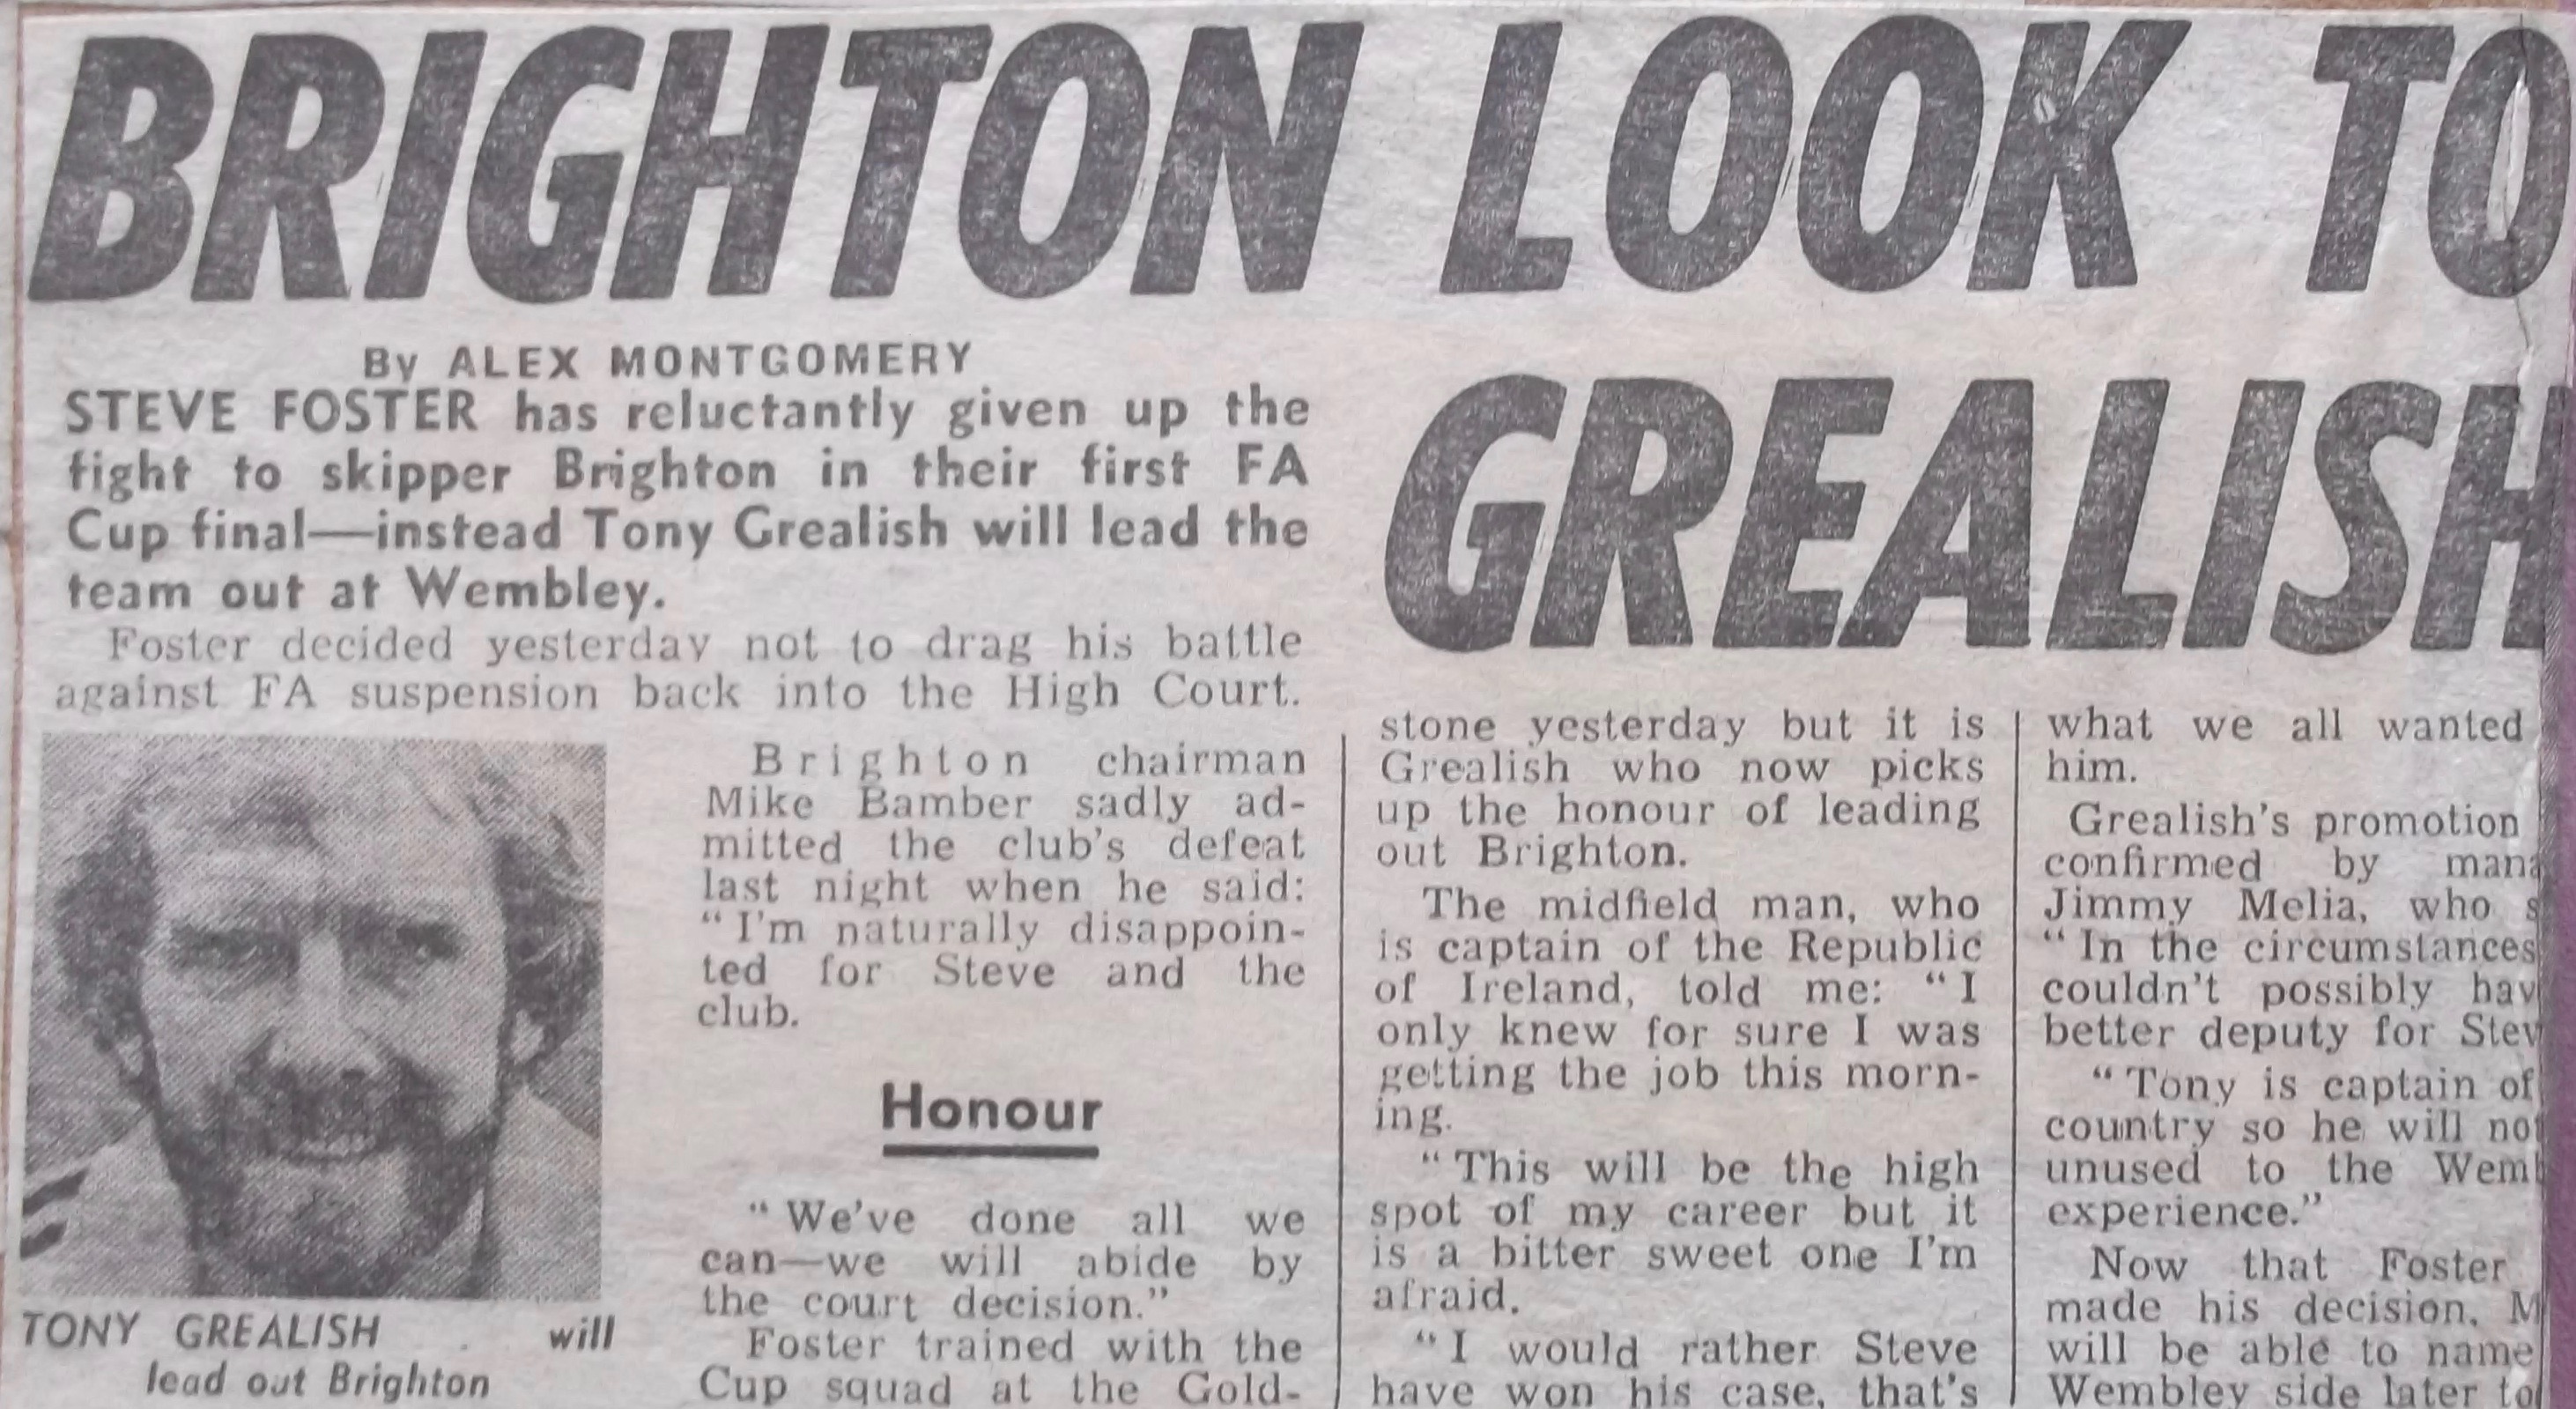 BRIGHTON LOOK TO
GREALISH
By ALEX MONTGOMERY
STEVE FOSTER has reluctantly given up the
fight to skipper Brighton in their first FA
Cup final—instead Tony Grealish will lead the
team out at Wembley.
Foster decided yesterday not to drag his battle
against FA suspension back into the High Court.
TONY GREALISH . will
lead out Brighton
Brighton chairman
Mike Bamber sadly ad-
mitted the club's defeat
last night when he said:
"I'm naturally disappoin-
ted for Steve and the
club.
Honour
"We've done all we
can—we will abide by
the court decision."
Foster trained with the
Cup squad at the Gold-
stone yesterday but it is
Grealish who now picks
up the honour of leading
out Brighton.
The midfield man, who
is captain of the Republic
of Ireland, told me: "I
only knew for sure I was
getting the job this morn-
ing.
"This will be the high
spot of my career but it
is a bitter sweet one I'm
afraid.
"I would rather Steve
have won his case, that's
what we all wanted
him.
Grealish's promotion
confirmed by
Jimmy Melia, who
"In the circumstances
couldn't possibly
better deputy for
"Tony is captain of
country so he will
unused to the
experience."
Now that Foster
made his decision,
will be able to name
Wembley side later